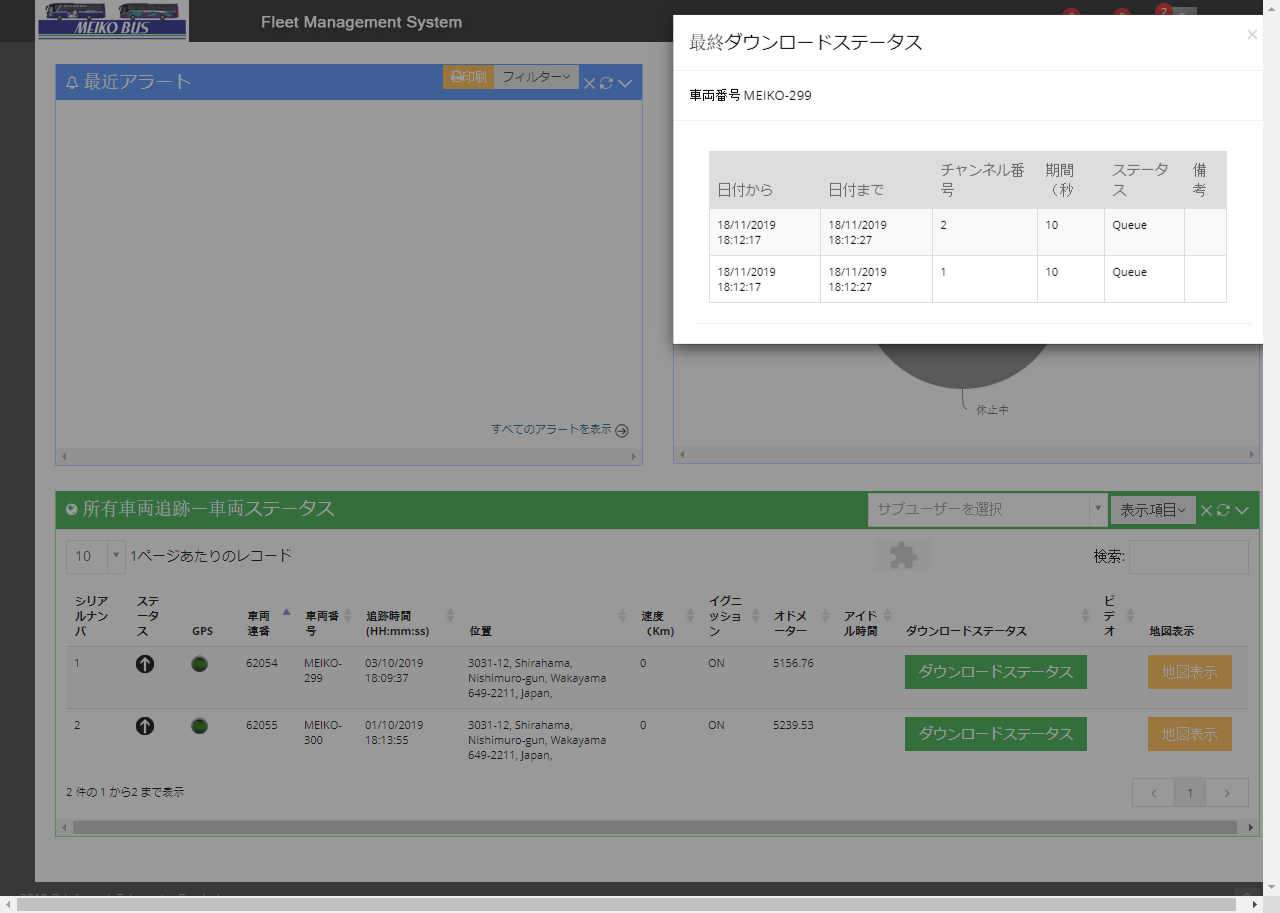 MEIKO BUS
Fleet Management System
最終ダウンロードステータス
×
車両番号 MEIKO-299
日付から 日付まで チャンネル番号 期間（秒 ステータス 備考
18/11/2019 18:12:17 18/11/2019 18:12:27 2 10 Queue
18/11/2019 18:12:17 18/11/2019 18:12:27 1 10 Queue
最近アラート 印刷 フィルター
すべてのアラートを表示
休止中
所有車両追跡ー車両ステータス サブユーザーを選択 表示項目
10 1ページあたりのレコード 検索:
シリアルナンバ ステータス GPS 車両連番 車両番号 追跡時間 (HH:mm:ss) 位置 速度（Km) イグニッション オドメーター アイドル時間 ダウンロードステータス ビデオ 地図表示
1 62054 MEIKO-299 03/10/2019 18:09:37 3031-12, Shirahama, Nishimuro-gun, Wakayama 649-2211, Japan, 0 ON 5156.76 ダウンロードステータス 地図表示
2 62055 MEIKO-300 01/10/2019 18:13:55 3031-12, Shirahama, Nishimuro-gun, Wakayama 649-2211, Japan, 0 ON 5239.53 ダウンロードステータス 地図表示
2 件の 1 から2 まで表示 1